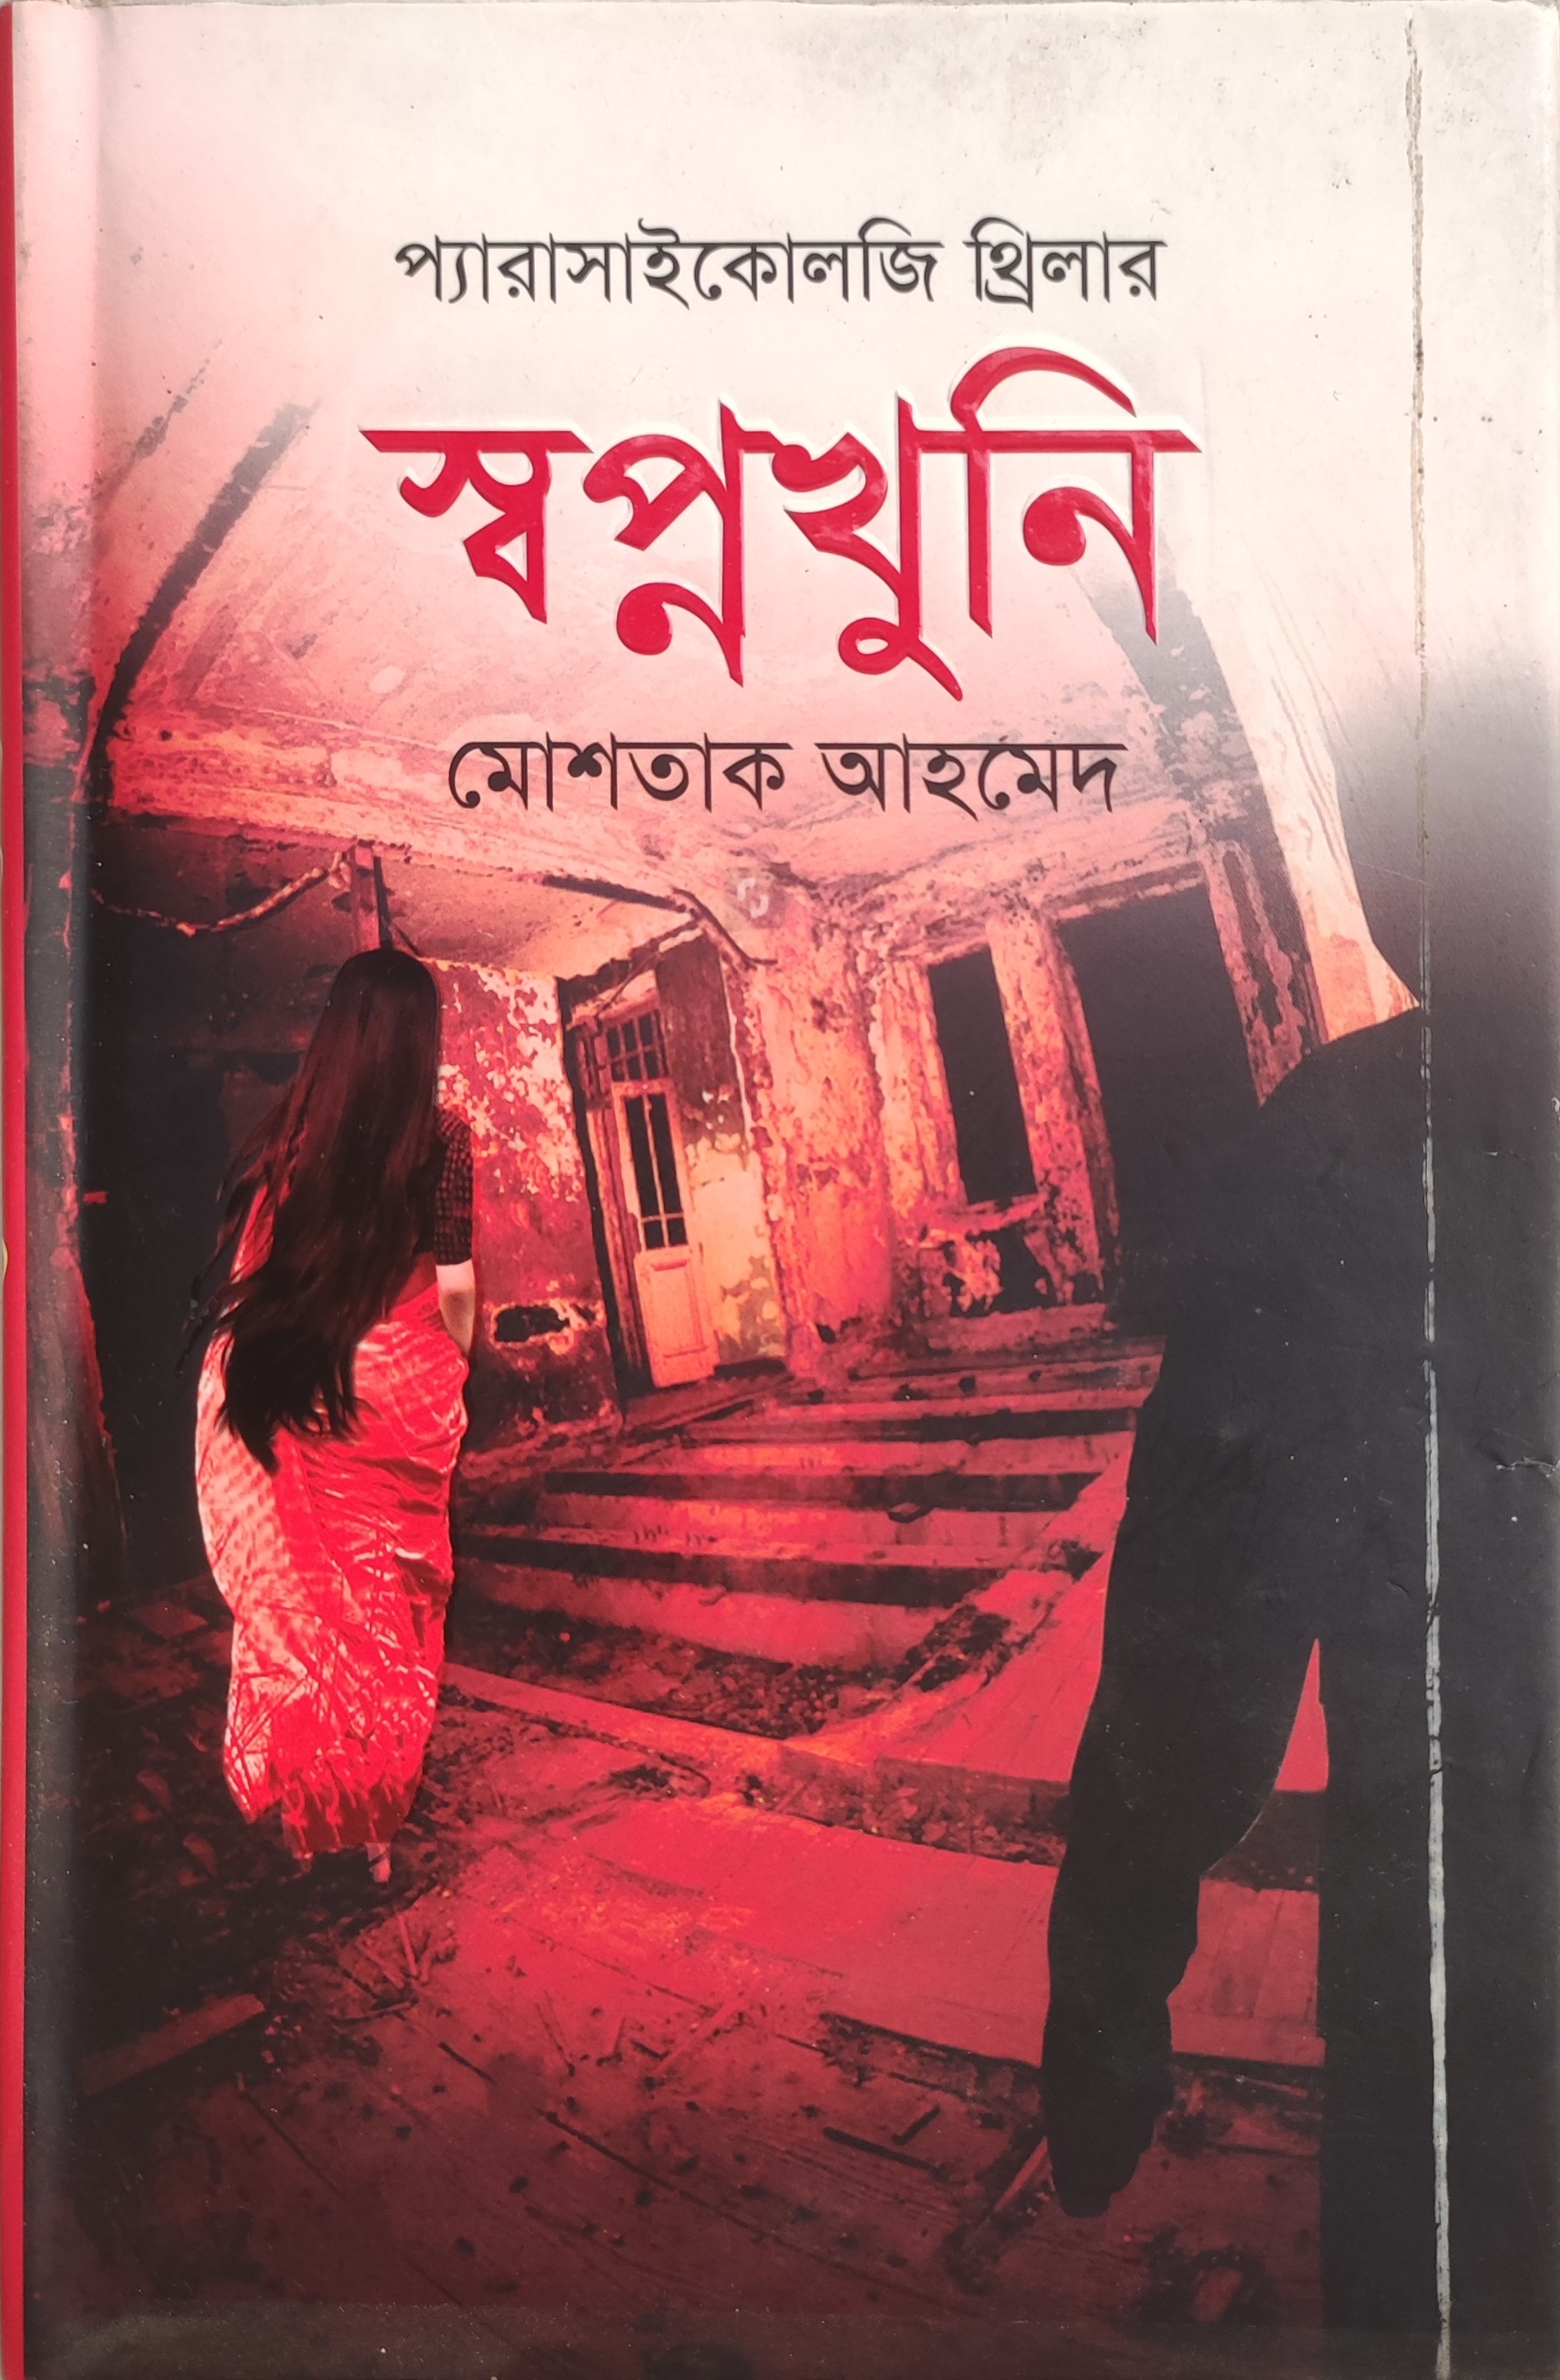 প্যারাসাইকোলজি থ্রিলার
স্বপ্নখুনি
মোশতাক আহমেদ